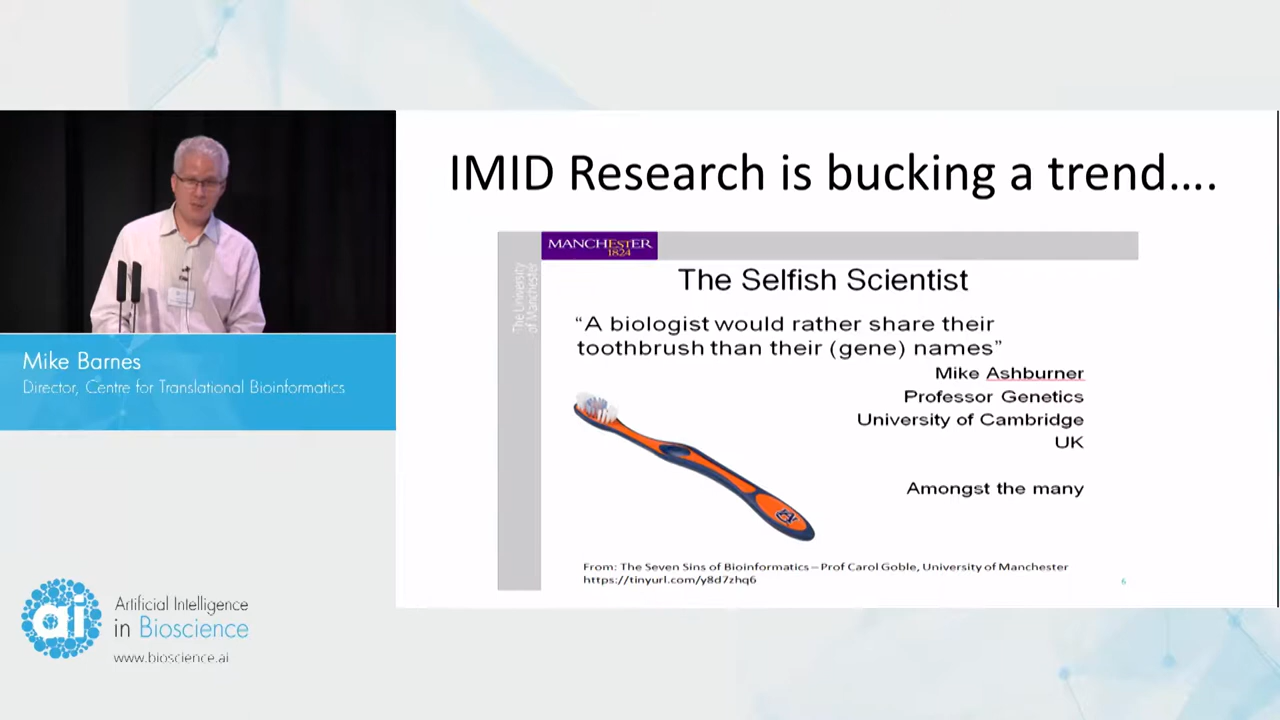 IMID Research is bucking a trend....
MANCHESTER
1824
The University
of Manchester
The Selfish Scientist
“A biologist would rather share their
toothbrush than their (gene) names”
Mike Ashburner
Professor Genetics
University of Cambridge
UK
Amongst the many
From: The Seven Sins of Bioinformatics – Prof Carol Goble, University of Manchester
https://tinyurl.com/y8d7zhq6
6
Mike Barnes
Director, Centre for Translational Bioinformatics
ai
Artificial Intelligence
in Bioscience
www.bioscience.ai